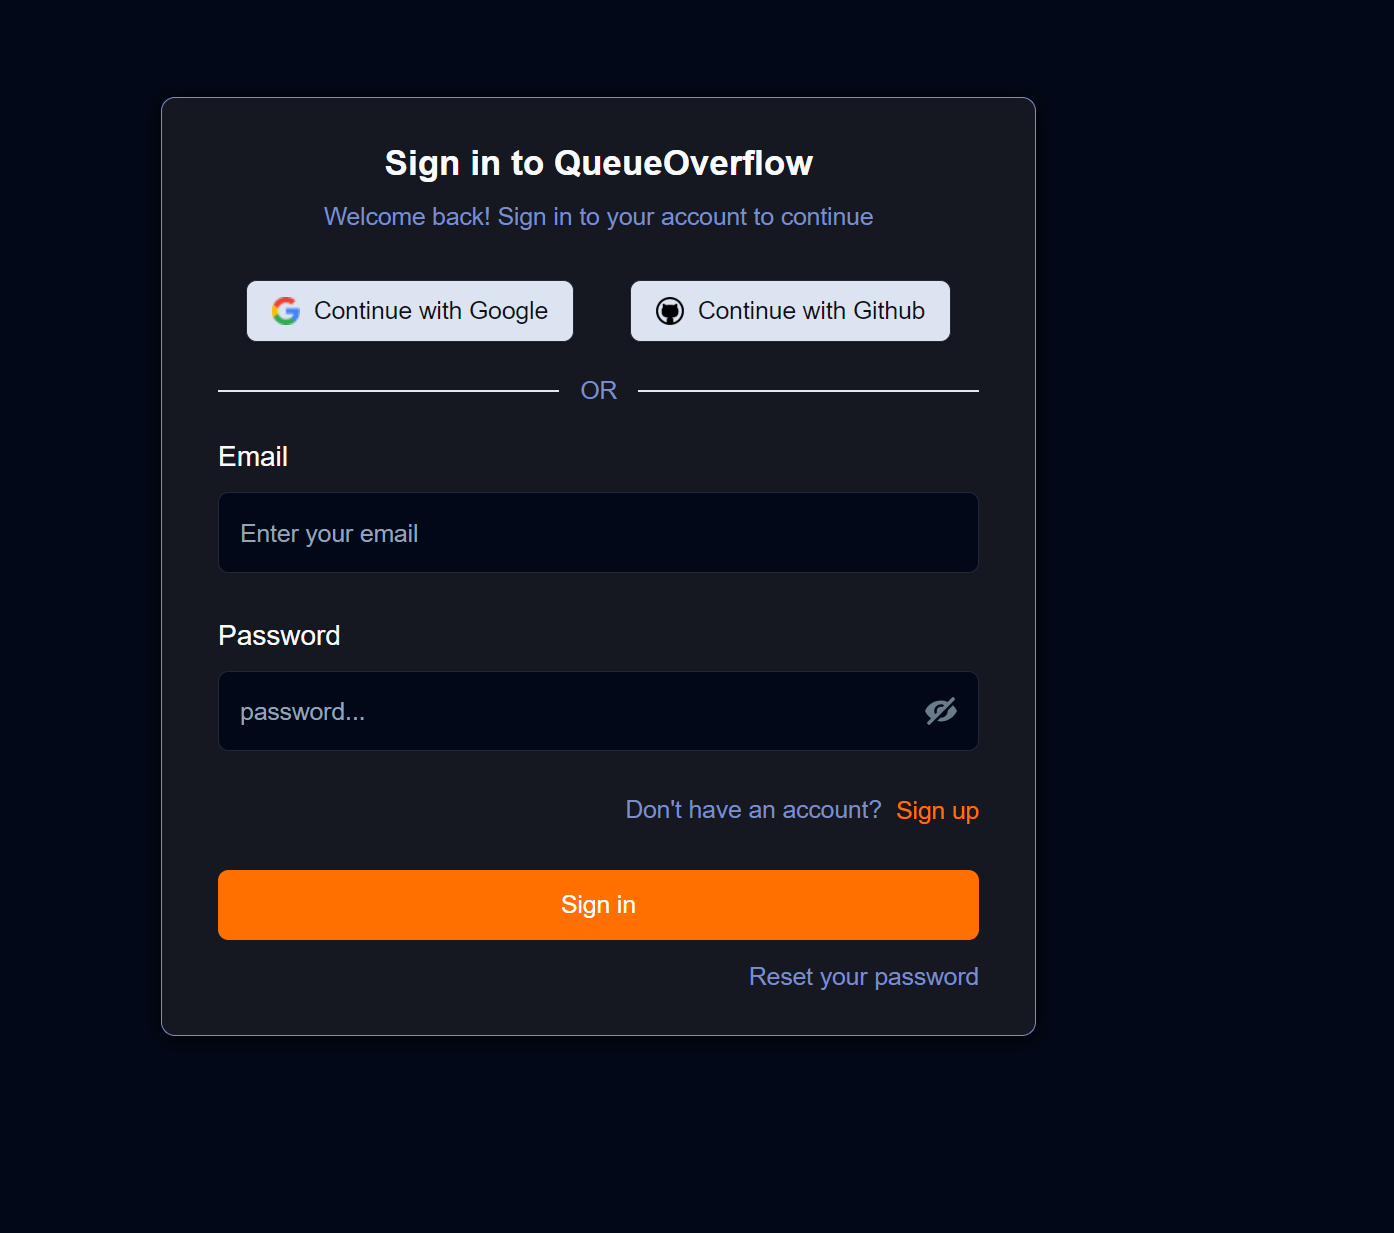 Sign in to QueueOverflow
Welcome back! Sign in to your account to continue
Continue with Google
Continue with Github
OR
Email
Enter your email
Password
password...
Don't have an account? Sign up
Sign in
Reset your password